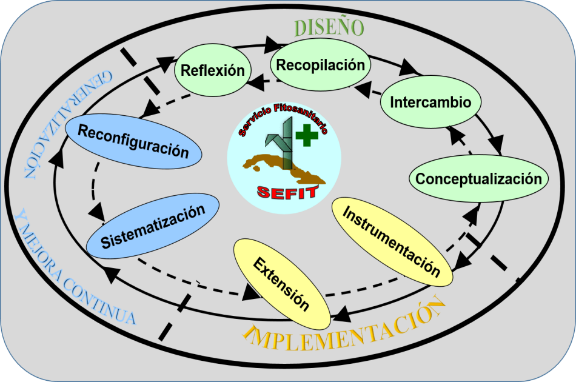 DISEÑO
Reflexión
Recopilación
Intercambio
Conceptualización
Instrumentación
IMPLEMENTACIÓN
Extensión
Sistematización
Reconfiguración
GENERALIZACIÓN
Y MEJORA CONTINUA
Servicio Fitosanitario
SEFIT